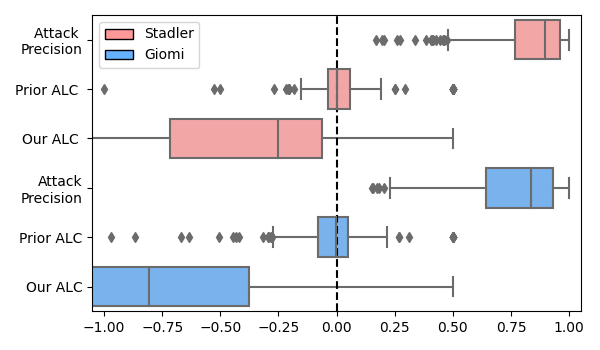 Stadler
Giomi
Attack
Precision
Prior ALC
Our ALC
Attack
Precision
Prior ALC
Our ALC
−1.00 −0.75 −0.50 −0.25 0.00 0.25 0.50 0.75 1.00